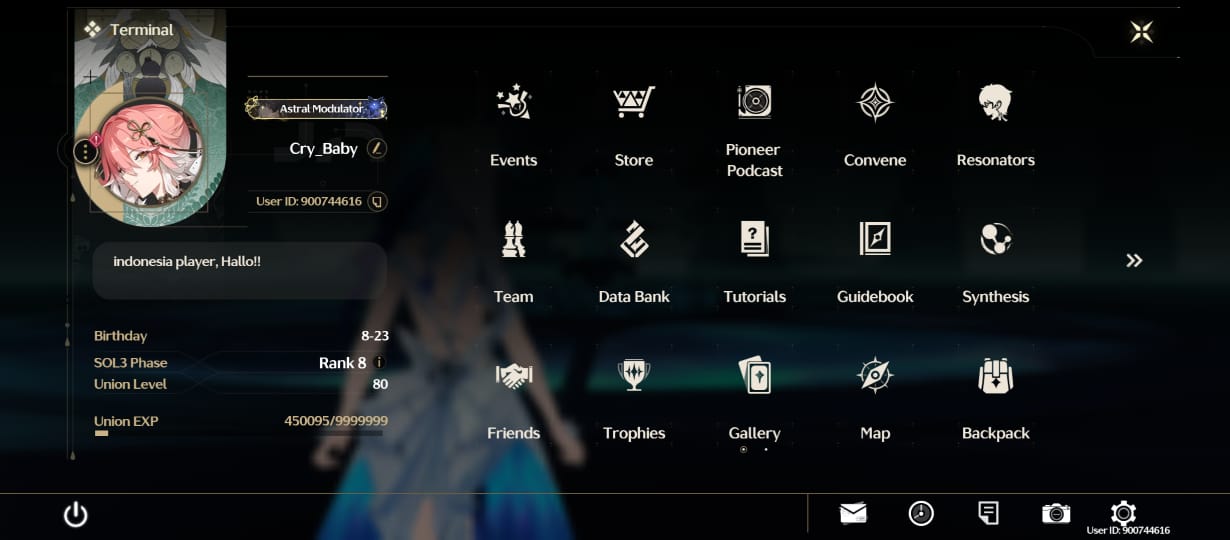 Terminal
Astral Modulator
Cry_Baby
User ID: 900744616
indonesia player, Hallo!!
Birthday 8-23
SOL3 Phase Rank 8
Union Level 80
Union EXP 450095/9999999
Events Store Pioneer Podcast Convene Resonators
Team Data Bank Tutorials Guidebook Synthesis
Friends Trophies Gallery Map Backpack
User ID: 900744616